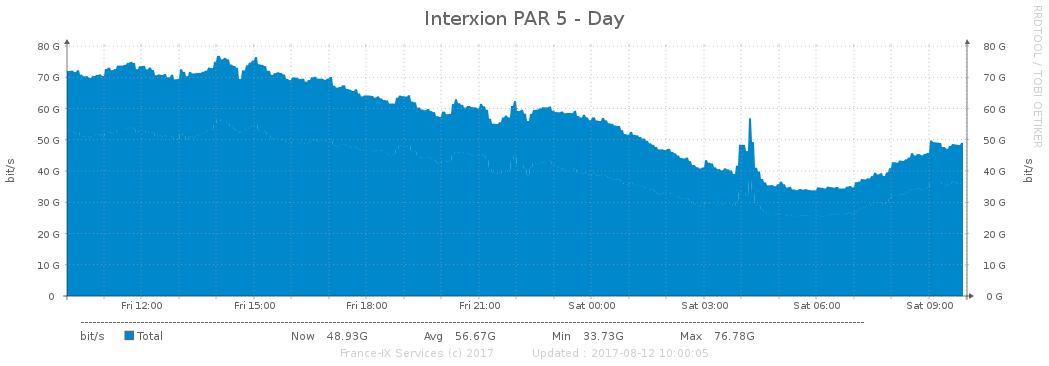 Interxion PAR 5 - Day
RRDTOOL / TOBI OETIKER
80 G 80 G
70 G 70 G
60 G 60 G
50 G 50 G
40 G 40 G
30 G 30 G
20 G 20 G
10 G 10 G
0 0 G
bit/s bit/s
Fri 12:00 Fri 15:00 Fri 18:00 Fri 21:00 Sat 00:00 Sat 03:00 Sat 06:00 Sat 09:00
bit/s Total Now 48.93G Avg 56.67G Min 33.73G Max 76.78G
France-IX Services (c) 2017 Updated : 2017-08-12 10:00:05